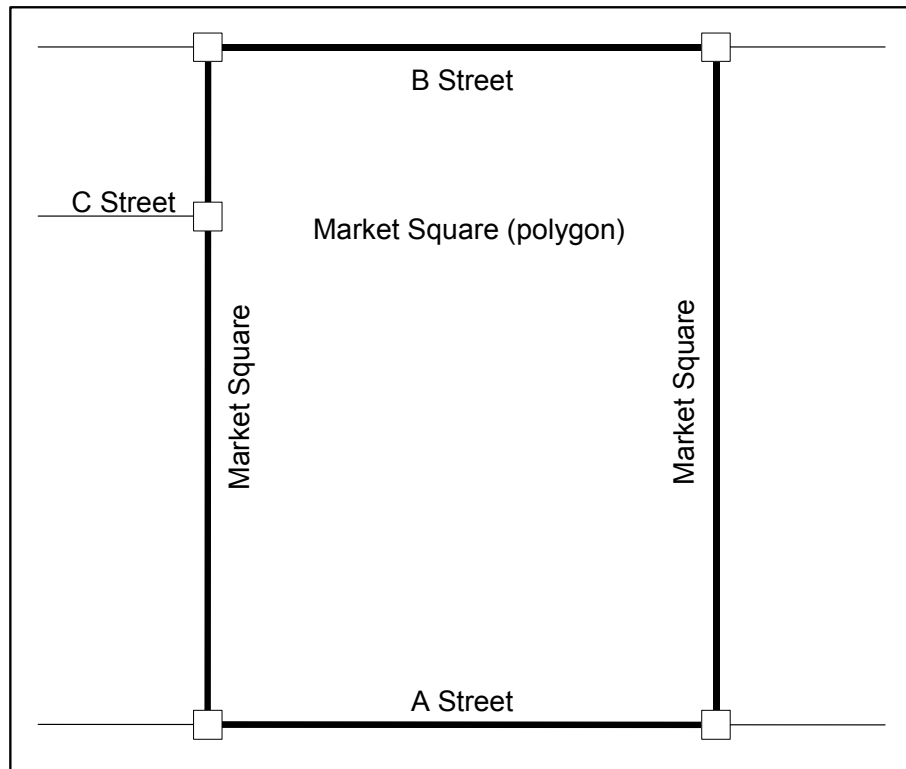 B Street
C Street
Market Square (polygon)
Market Square
Market Square
A Street